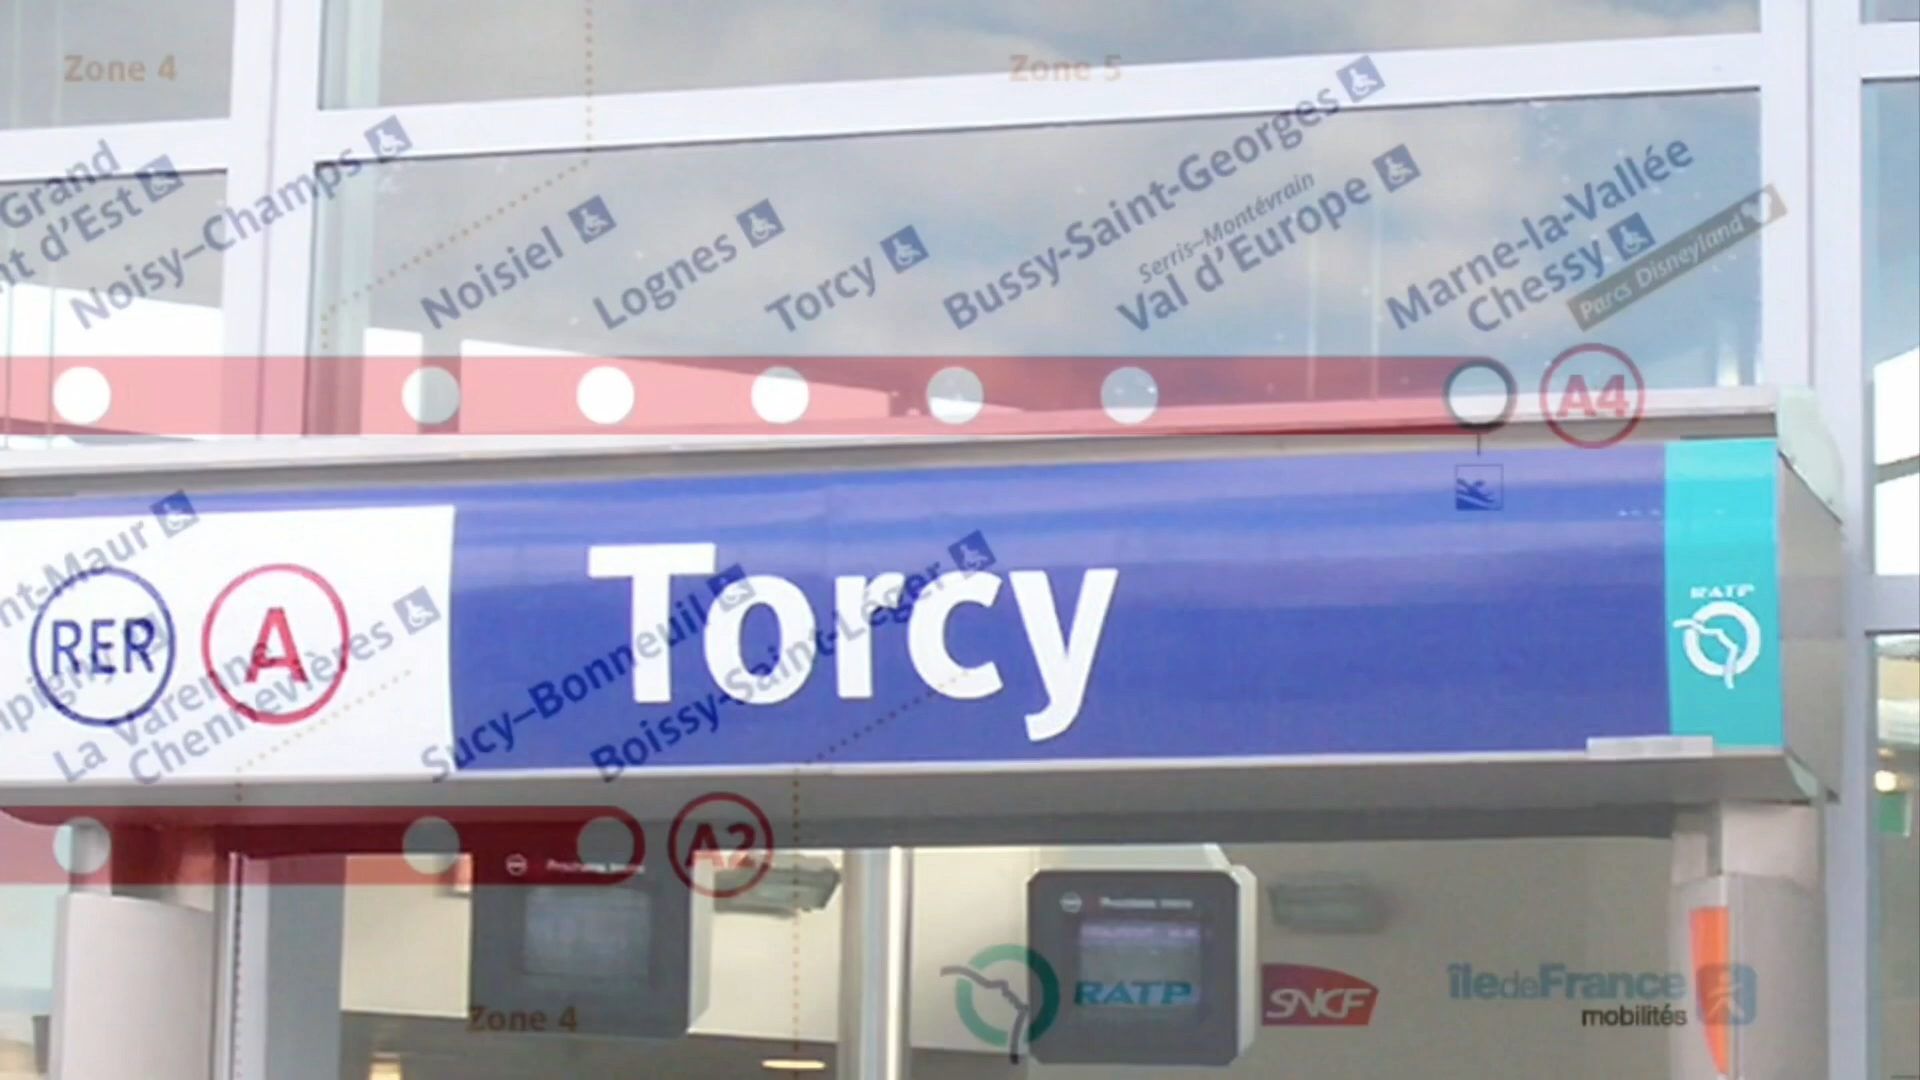 Zone 4
Zone 5
Grand
d'Est
Noisy–Champs
Noisiel
Lognes
Torcy
Bussy-Saint-Georges
Serris–Montévrain
Val d'Europe
Marne-la-Vallée
Chessy
Parcs Disneyland
A4
RER
A
Torcy
RATP
La Varenne
Chennevières
Sucy–Bonneuil
Boissy-Saint-Léger
A2
Zone 4
RATP
SNCF
îledeFrance
mobilités